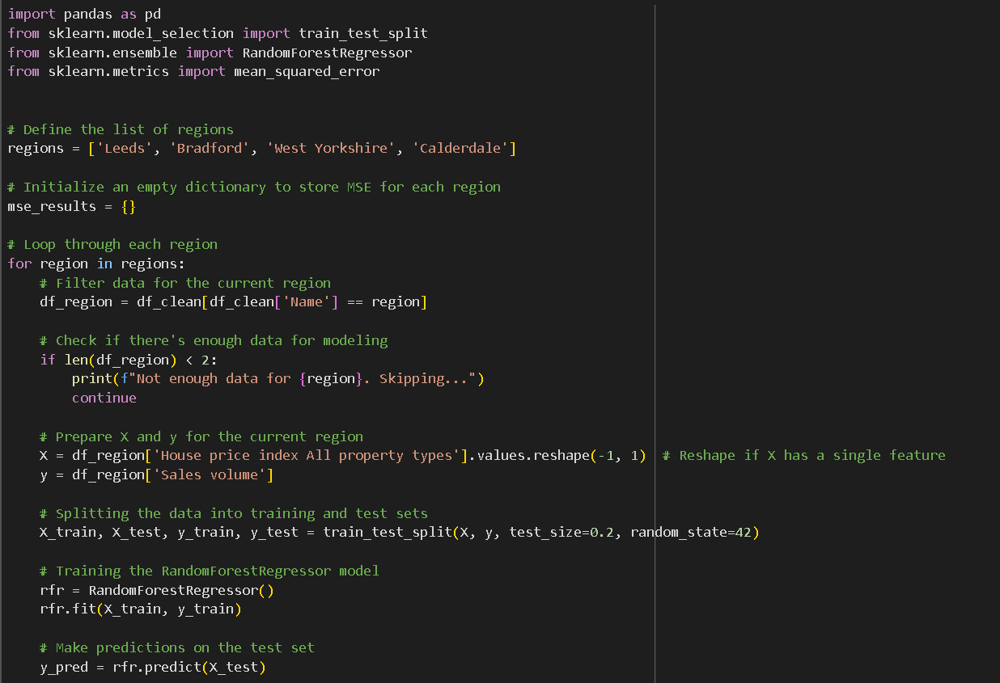 import pandas as pd
from sklearn.model_selection import train_test_split
from sklearn.ensemble import RandomForestRegressor
from sklearn.metrics import mean_squared_error
# Define the list of regions
regions = ['Leeds', 'Bradford', 'West Yorkshire', 'Calderdale']
# Initialize an empty dictionary to store MSE for each region
mse_results = {}
# Loop through each region
for region in regions:
    # Filter data for the current region
    df_region = df_clean[df_clean['Name'] == region]
    # Check if there's enough data for modeling
    if len(df_region) < 2:
        print(f"Not enough data for {region}. Skipping...")
        continue
    # Prepare X and y for the current region
    X = df_region['House price index All property types'].values.reshape(-1, 1)  # Reshape if X has a single feature
    y = df_region['Sales volume']
    # Splitting the data into training and test sets
    X_train, X_test, y_train, y_test = train_test_split(X, y, test_size=0.2, random_state=42)
    # Training the RandomForestRegressor model
    rfr = RandomForestRegressor()
    rfr.fit(X_train, y_train)
    # Make predictions on the test set
    y_pred = rfr.predict(X_test)